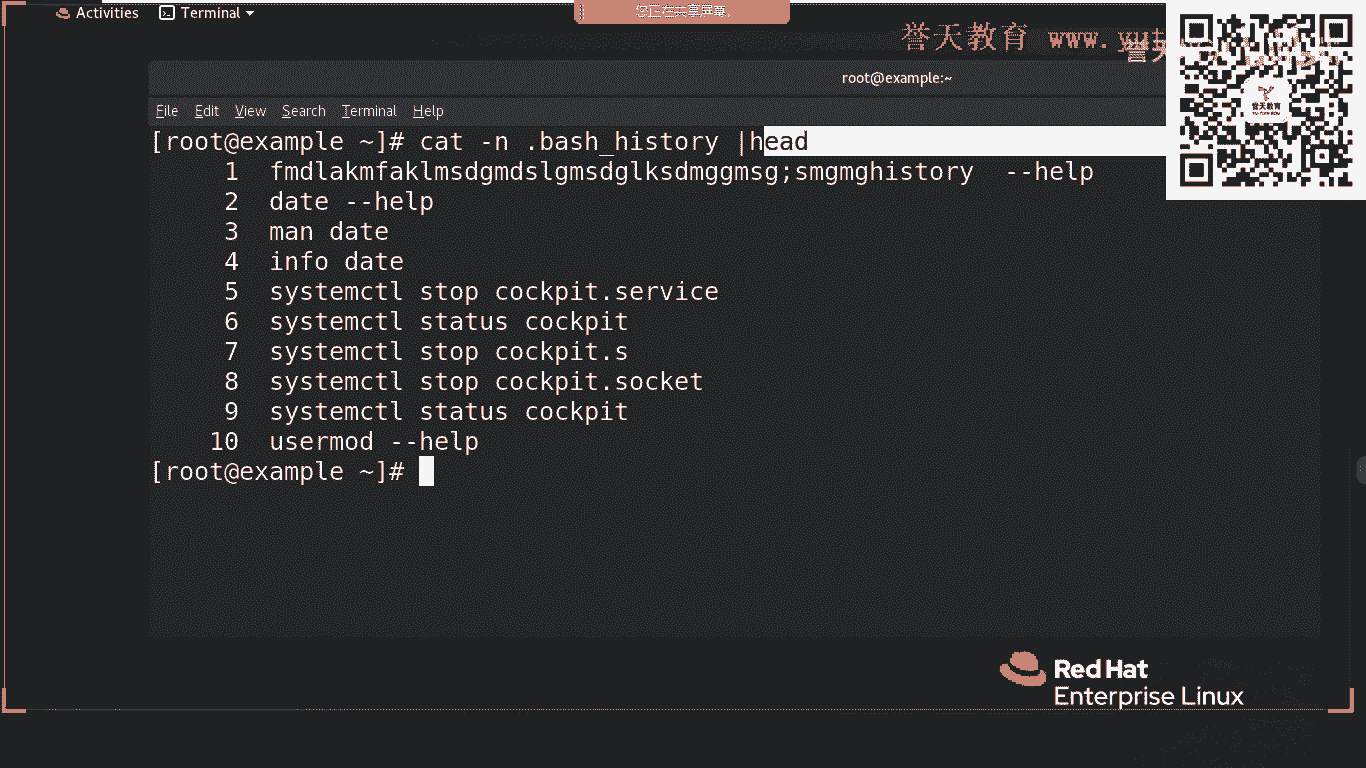 Activities Terminal
您正在共享屏幕。
誉天教育 www.yut
root@example:~
File Edit View Search Terminal Help
[root@example ~]# cat -n .bash_history |head
1 fmdlakmfaklmsdgmdslgmsdglksdmggmsg;smgmghistory --help
2 date --help
3 man date
4 info date
5 systemctl stop cockpit.service
6 systemctl status cockpit
7 systemctl stop cockpit.s
8 systemctl stop cockpit.socket
9 systemctl status cockpit
10 usermod --help
[root@example ~]#
誉天教育
Red Hat
Enterprise Linux